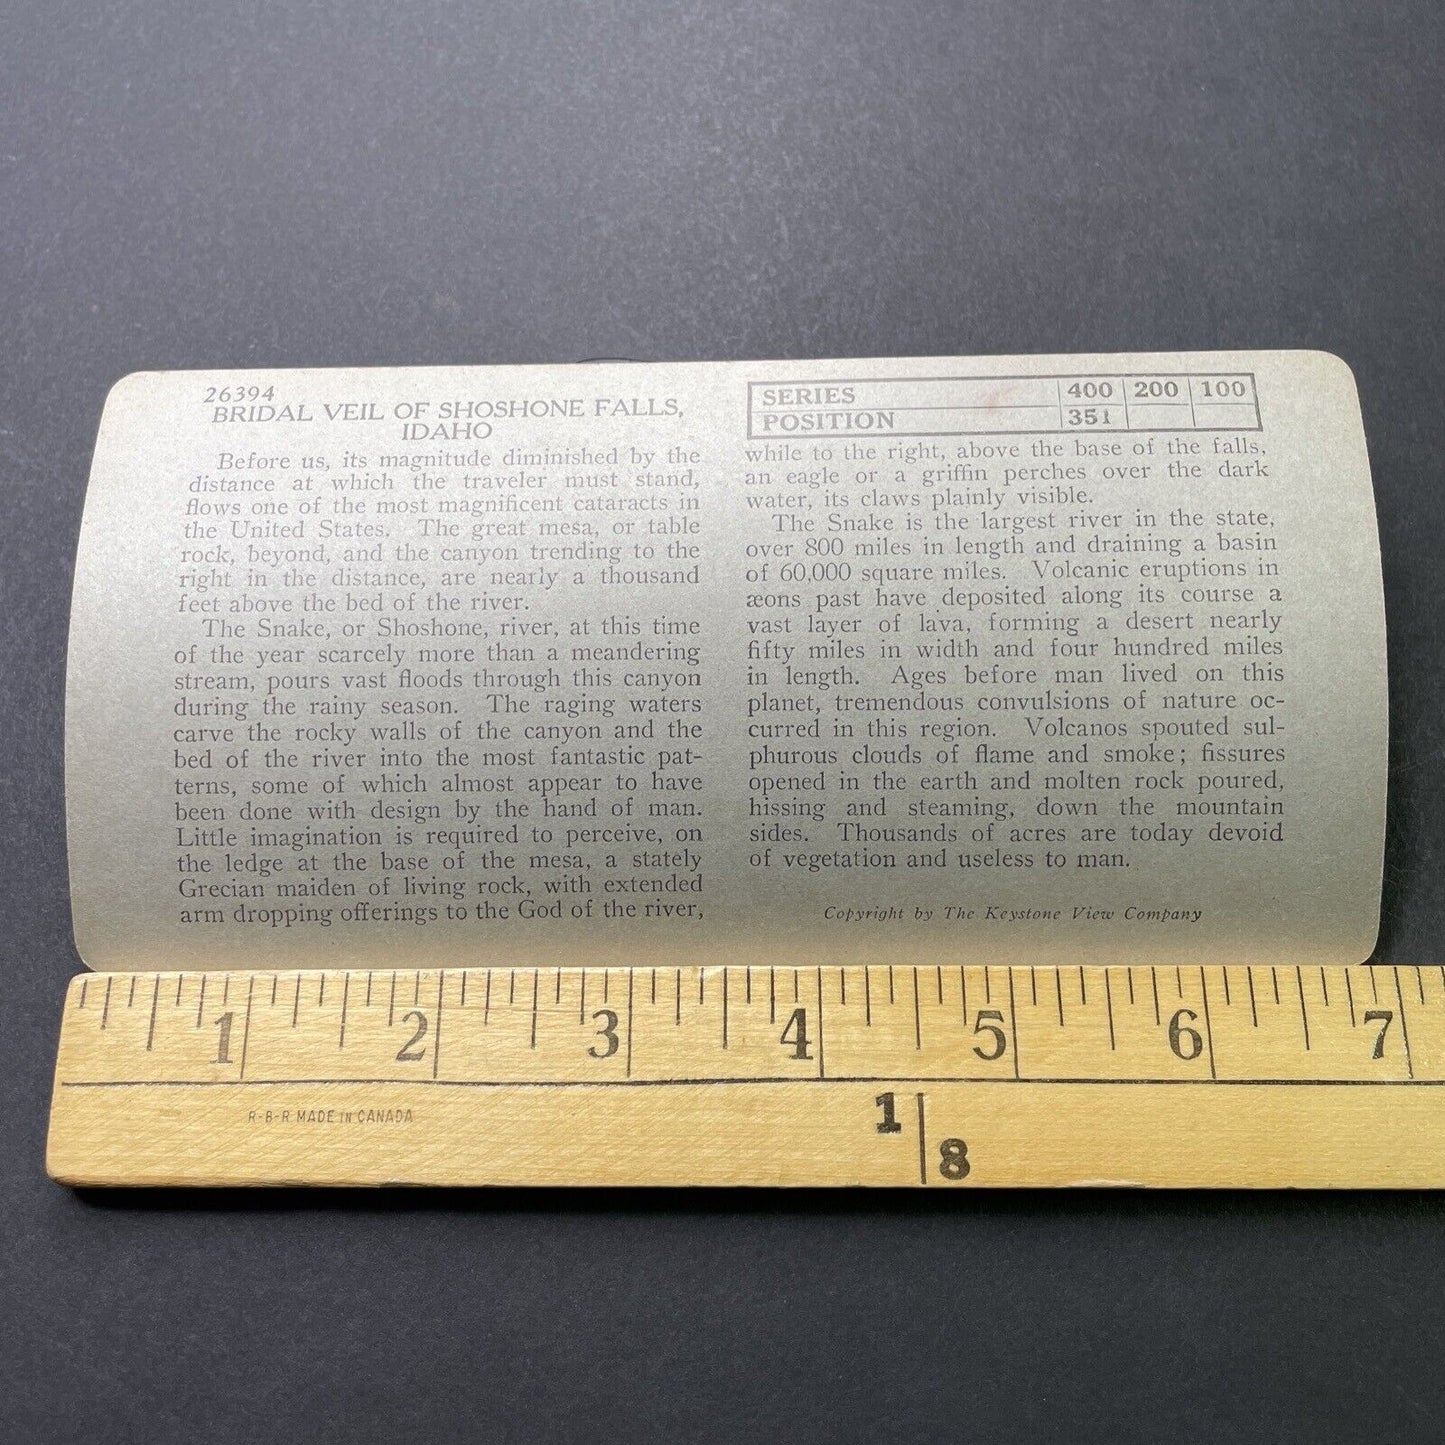 26394
BRIDAL VEIL OF SHOSHONE FALLS,
IDAHO
Before us, its magnitude diminished by the
distance at which the traveler must stand,
flows one of the most magnificent cataracts in
the United States. The great mesa, or table
rock, beyond, and the canyon trending to the
right in the distance, are nearly a thousand
feet above the bed of the river.
The Snake, or Shoshone, river, at this time
of the year scarcely more than a meandering
stream, pours vast floods through this canyon
during the rainy season. The raging waters
carve the rocky walls of the canyon and the
bed of the river into the most fantastic pat-
terns, some of which almost appear to have
been done with design by the hand of man.
Little imagination is required to perceive, on
the ledge at the base of the mesa, a stately
Grecian maiden of living rock, with extended
arm dropping offerings to the God of the river,
SERIES 400 200 100
POSITION 351
while to the right, above the base of the falls,
an eagle or a griffin perches over the dark
water, its claws plainly visible.
The Snake is the largest river in the state,
over 800 miles in length and draining a basin
of 60,000 square miles. Volcanic eruptions in
æons past have deposited along its course a
vast layer of lava, forming a desert nearly
fifty miles in width and four hundred miles
in length. Ages before man lived on this
planet, tremendous convulsions of nature oc-
curred in this region. Volcanos spouted sul-
phurous clouds of flame and smoke; fissures
opened in the earth and molten rock poured,
hissing and steaming, down the mountain
sides. Thousands of acres are today devoid
of vegetation and useless to man.
Copyright by The Keystone View Company
1 2 3 4 5 6 7
R-B-R MADE IN CANADA
1 8